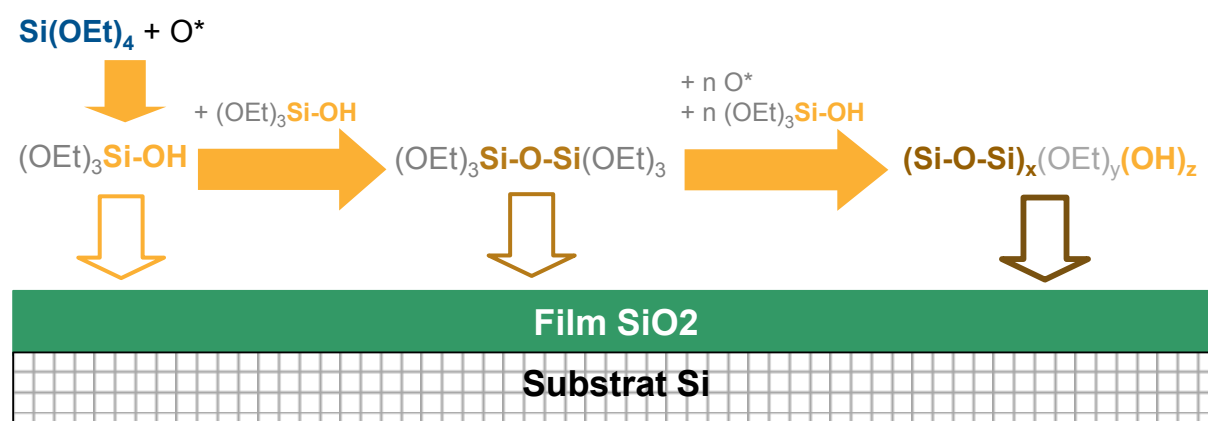 Si(OEt)₄ + O*
+ (OEt)₃Si-OH
+ n O*
+ n (OEt)₃Si-OH
(OEt)₃Si-OH
(OEt)₃Si-O-Si(OEt)₃
(Si-O-Si)ₓ(OEt)ᵧ(OH)z
Film SiO2
Substrat Si